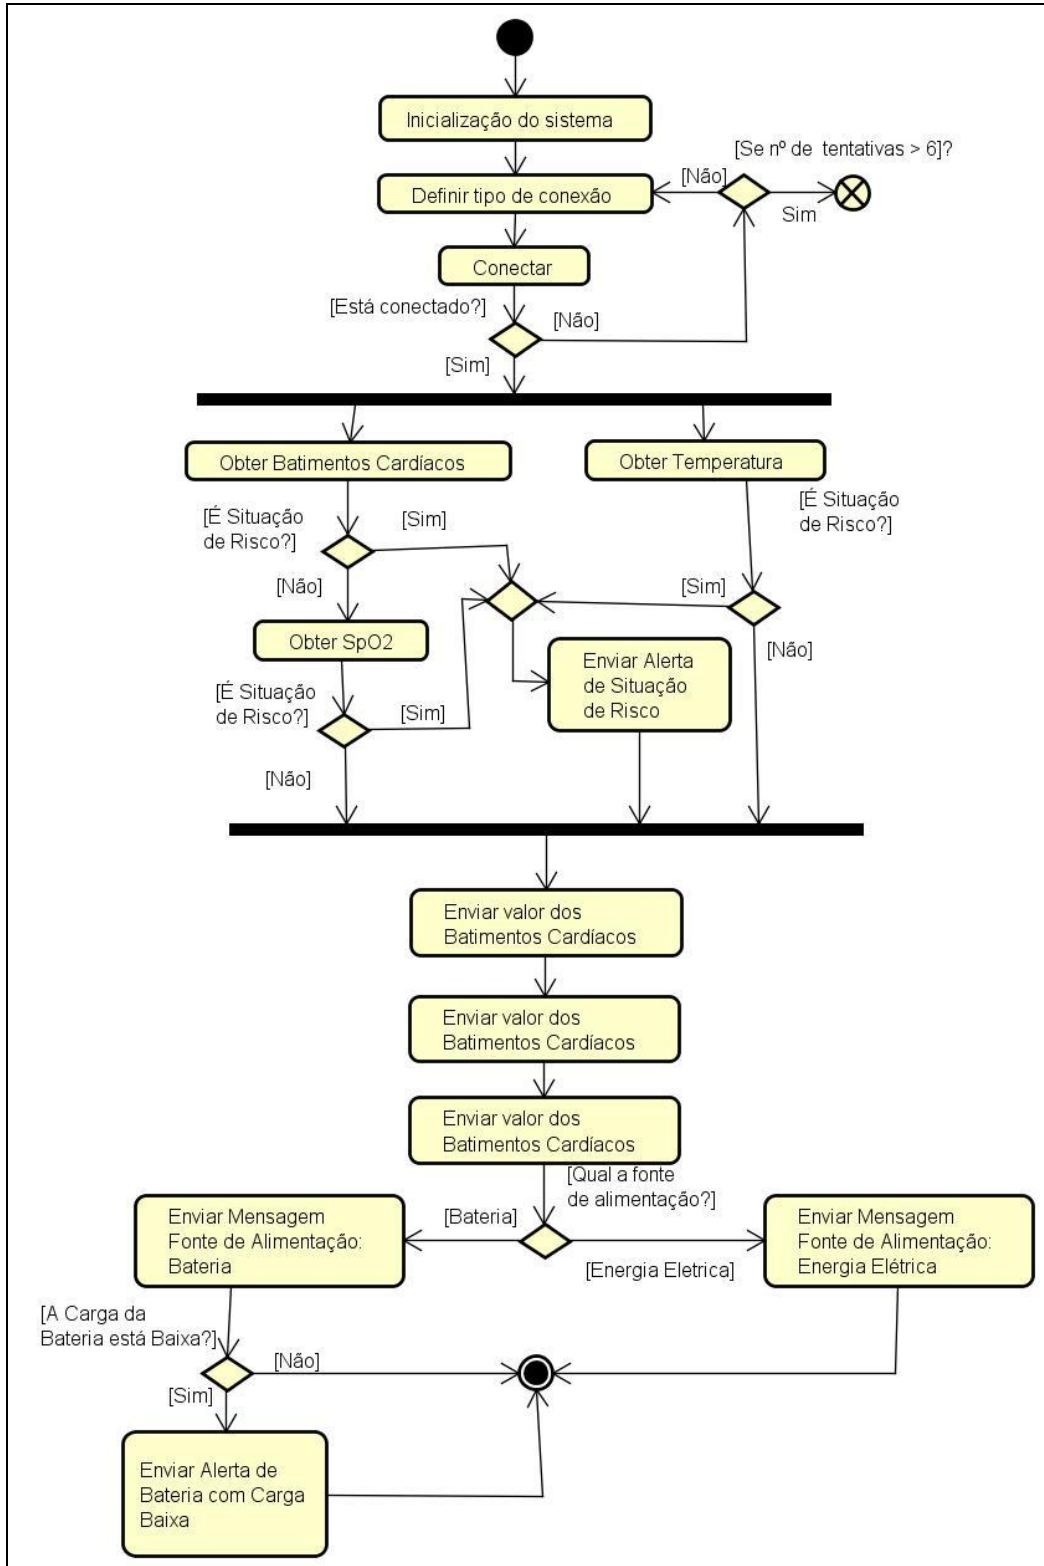 Inicialização do sistema
[Se nº de tentativas > 6]?
[Não]
Sim
Definir tipo de conexão
Conectar
[Está conectado?]
[Não]
[Sim]
Obter Batimentos Cardíacos
Obter Temperatura
[É Situação
de Risco?]
[Sim]
[É Situação
de Risco?]
[Não]
[Sim]
Obter SpO2
Enviar Alerta
de Situação
de Risco
[Não]
[É Situação
de Risco?]
[Sim]
[Não]
Enviar valor dos
Batimentos Cardíacos
Enviar valor dos
Batimentos Cardíacos
Enviar valor dos
Batimentos Cardíacos
[Qual a fonte
de alimentação?]
[Bateria]
[Energia Eletrica]
Enviar Mensagem
Fonte de Alimentação:
Bateria
Enviar Mensagem
Fonte de Alimentação:
Energia Elétrica
[A Carga da
Bateria está Baixa?]
[Não]
[Sim]
Enviar Alerta de
Bateria com Carga
Baixa